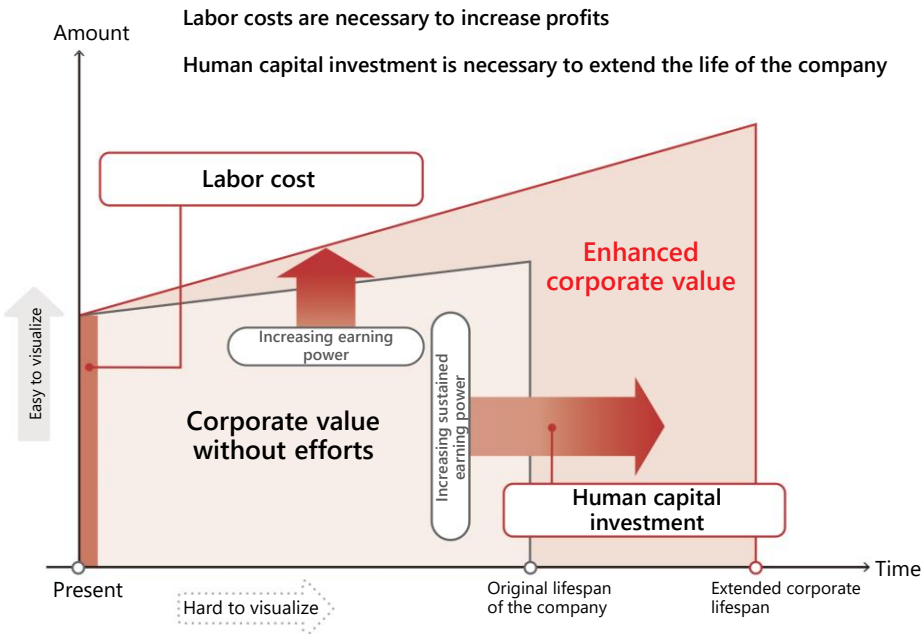 Labor costs are necessary to increase profits
Amount
Human capital investment is necessary to extend the life of the company
Labor cost
Enhanced
corporate value
Easy to visualize
Increasing earning
power
Increasing sustained
earning power
Corporate value
without efforts
Human capital
investment
Time
Present
Hard to visualize
Original lifespan
of the company
Extended corporate
lifespan